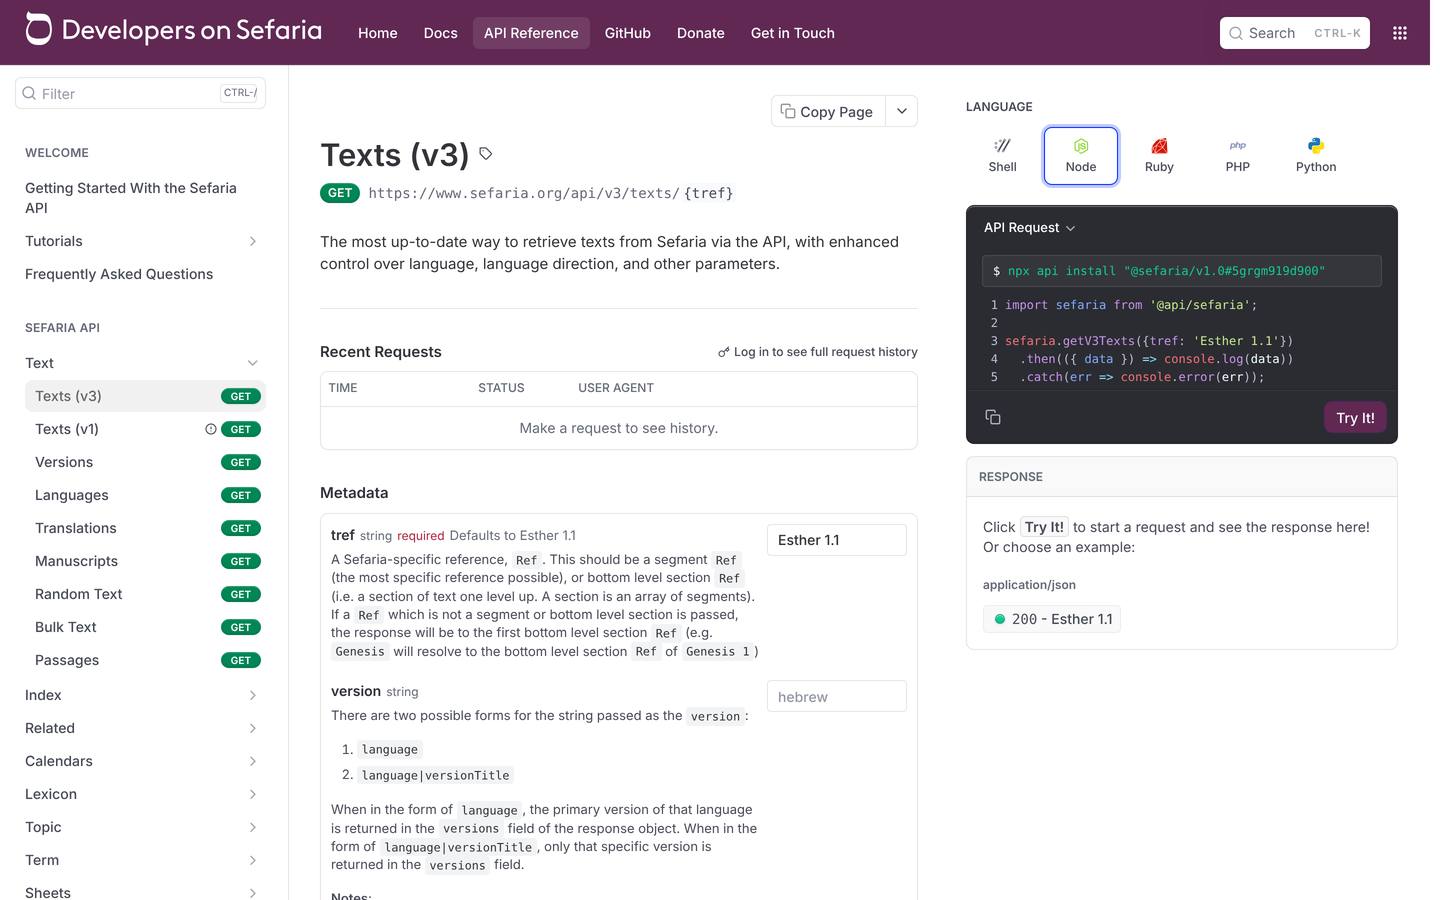 Developers on Sefaria
Home
Docs
API Reference
GitHub
Donate
Get in Touch
Search
CTRL-K
Filter
CTRL-/
WELCOME
Getting Started With the Sefaria
API
Tutorials
Frequently Asked Questions
SEFARIA API
Text
Texts (v3) GET
Texts (v1) GET
Versions GET
Languages GET
Translations GET
Manuscripts GET
Random Text GET
Bulk Text GET
Passages GET
Index
Related
Calendars
Lexicon
Topic
Term
Sheets
Copy Page
Texts (v3)
GET https://www.sefaria.org/api/v3/texts/{tref}
The most up-to-date way to retrieve texts from Sefaria via the API, with enhanced
control over language, language direction, and other parameters.
Recent Requests
Log in to see full request history
TIME STATUS USER AGENT
Make a request to see history.
Metadata
tref string required Defaults to Esther 1.1
Esther 1.1
A Sefaria-specific reference, Ref. This should be a segment Ref
(the most specific reference possible), or bottom level section Ref
(i.e. a section of text one level up. A section is an array of segments).
If a Ref which is not a segment or bottom level section is passed,
the response will be to the first bottom level section Ref (e.g.
Genesis will resolve to the bottom level section Ref of Genesis 1)
version string
hebrew
There are two possible forms for the string passed as the version:
1. language
2. language|versionTitle
When in the form of language, the primary version of that language
is returned in the versions field of the response object. When in the
form of language|versionTitle, only that specific version is
returned in the versions field.
Notes:
LANGUAGE
Shell
Node
Ruby
php
PHP
Python
API Request
$ npx api install "@sefaria/v1.0#5grgm919d900"
1 import sefaria from '@api/sefaria';
2
3 sefaria.getV3Texts({tref: 'Esther 1.1'})
4 .then(({ data }) => console.log(data))
5 .catch(err => console.error(err));
Try It!
RESPONSE
Click Try It! to start a request and see the response here!
Or choose an example:
application/json
200 - Esther 1.1